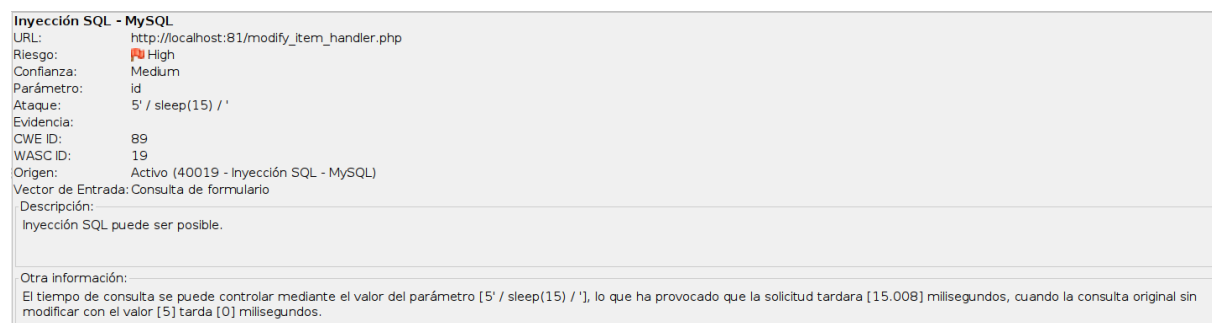 Inyección SQL - MySQL
URL: http://localhost:81/modify_item_handler.php
Riesgo: High
Confianza: Medium
Parámetro: id
Ataque: 5' / sleep(15) / '
Evidencia:
CWE ID: 89
WASC ID: 19
Origen: Activo (40019 - Inyección SQL - MySQL)
Vector de Entrada: Consulta de formulario
Descripción:
Inyección SQL puede ser posible.
Otra información:
El tiempo de consulta se puede controlar mediante el valor del parámetro [5' / sleep(15) / '], lo que ha provocado que la solicitud tardara [15.008] milisegundos, cuando la consulta original sin
modificar con el valor [5] tarda [0] milisegundos.